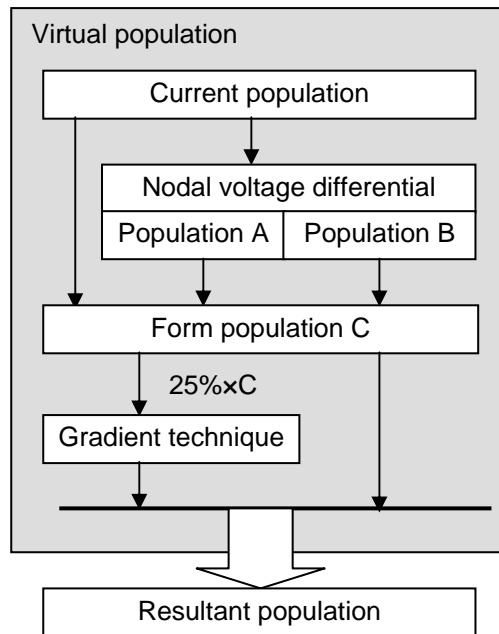 Virtual population
Current population
Nodal voltage differential
Population A
Population B
Form population C
25%×C
Gradient technique
Resultant population